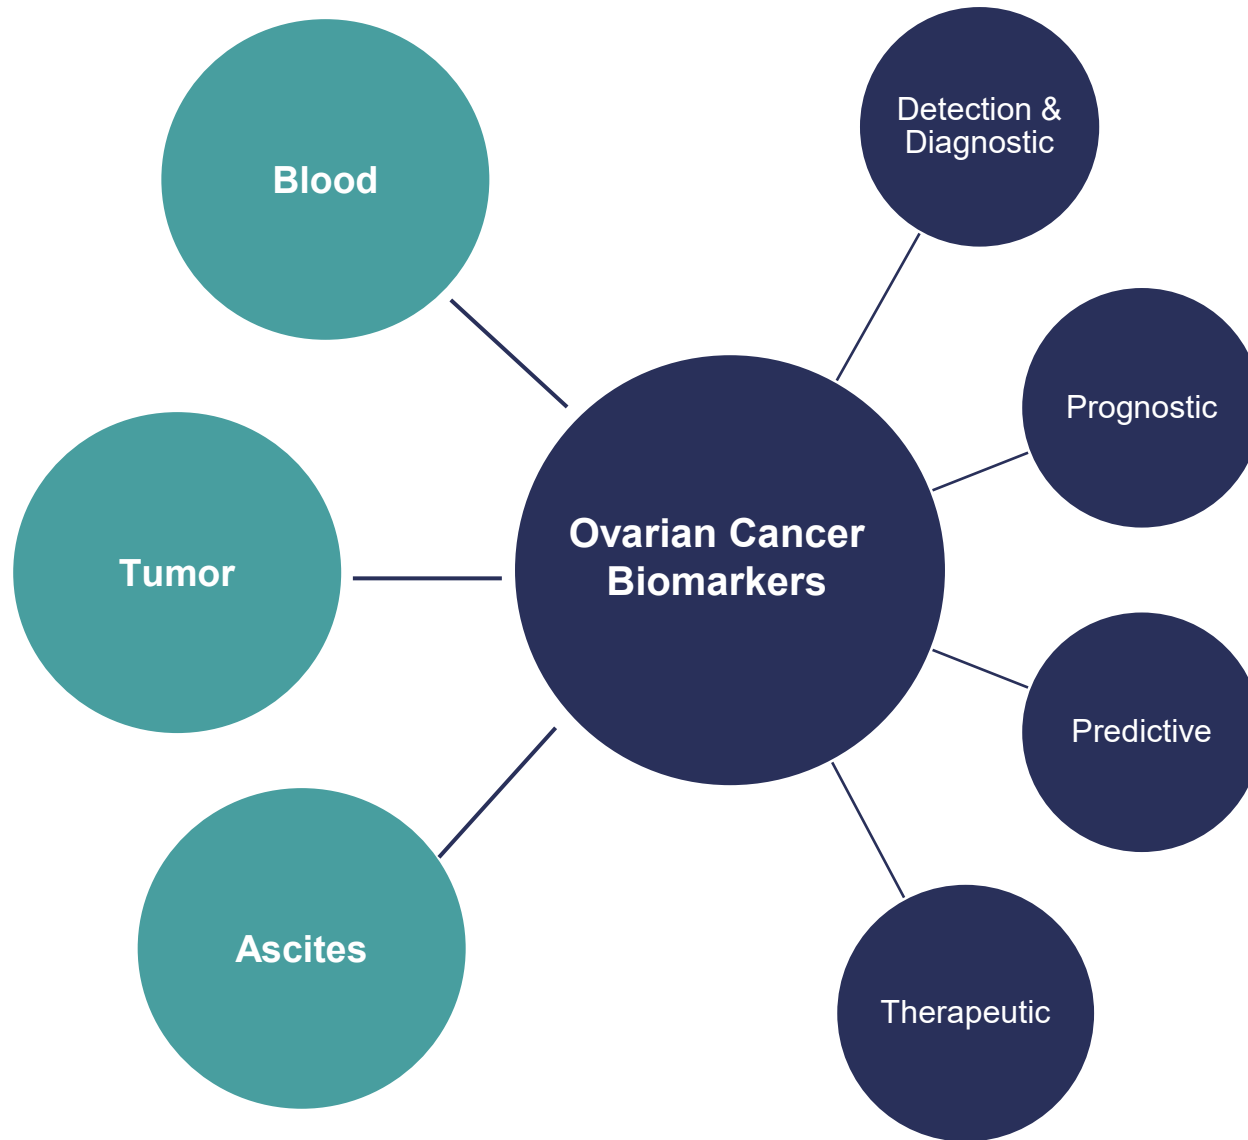 Blood
Tumor
Ascites
Ovarian Cancer
Biomarkers
Detection &
Diagnostic
Prognostic
Predictive
Therapeutic